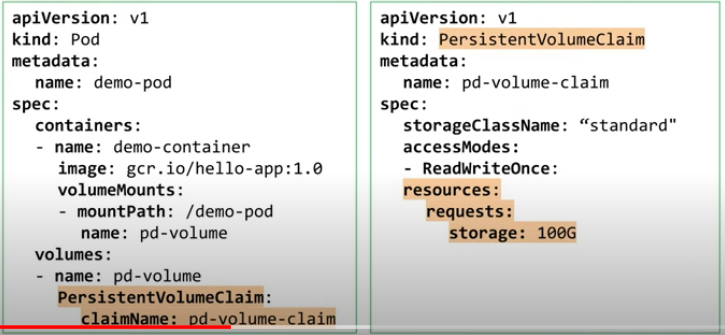 apiVersion: v1
kind: Pod
metadata:
  name: demo-pod
spec:
  containers:
  - name: demo-container
    image: gcr.io/hello-app:1.0
    volumeMounts:
    - mountPath: /demo-pod
      name: pd-volume
  volumes:
  - name: pd-volume
    PersistentVolumeClaim:
      claimName: pd-volume-claim
apiVersion: v1
kind: PersistentVolumeClaim
metadata:
  name: pd-volume-claim
spec:
  storageClassName: “standard"
  accessModes:
  - ReadWriteOnce:
  resources:
    requests:
      storage: 100G